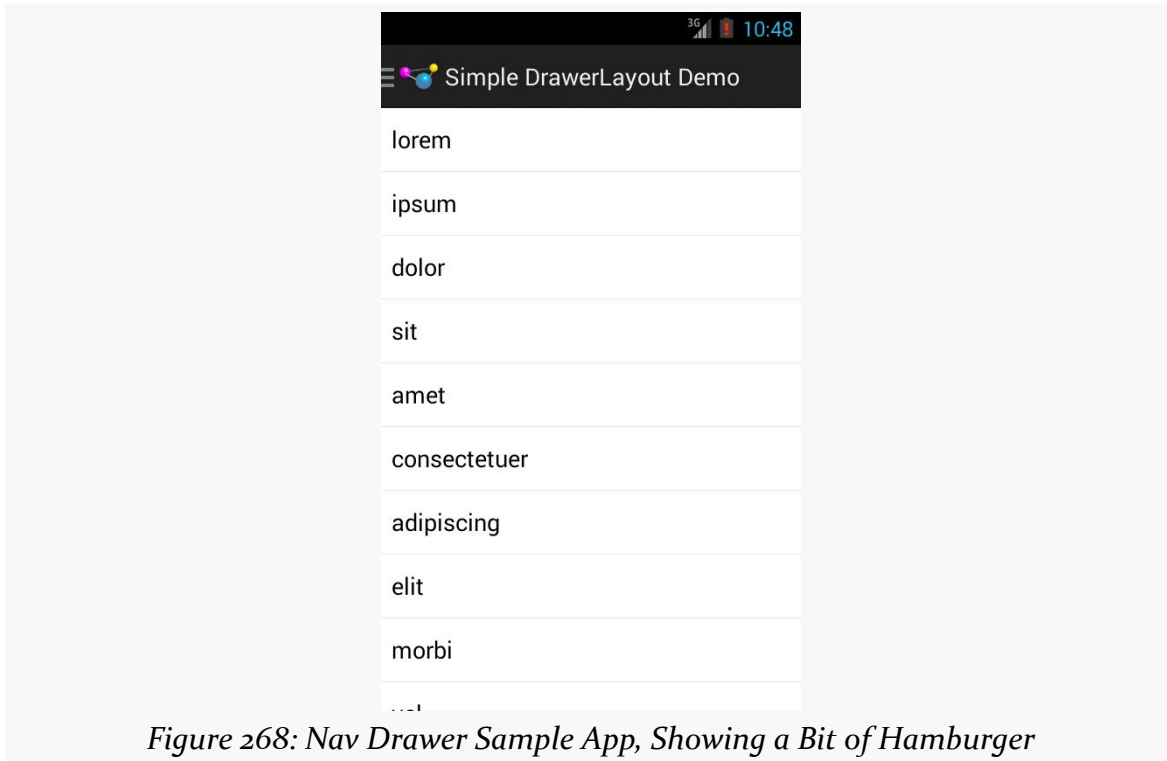 3G 10:48
Simple DrawerLayout Demo
lorem
ipsum
dolor
sit
amet
consectetuer
adipiscing
elit
morbi
Figure 268: Nav Drawer Sample App, Showing a Bit of Hamburger